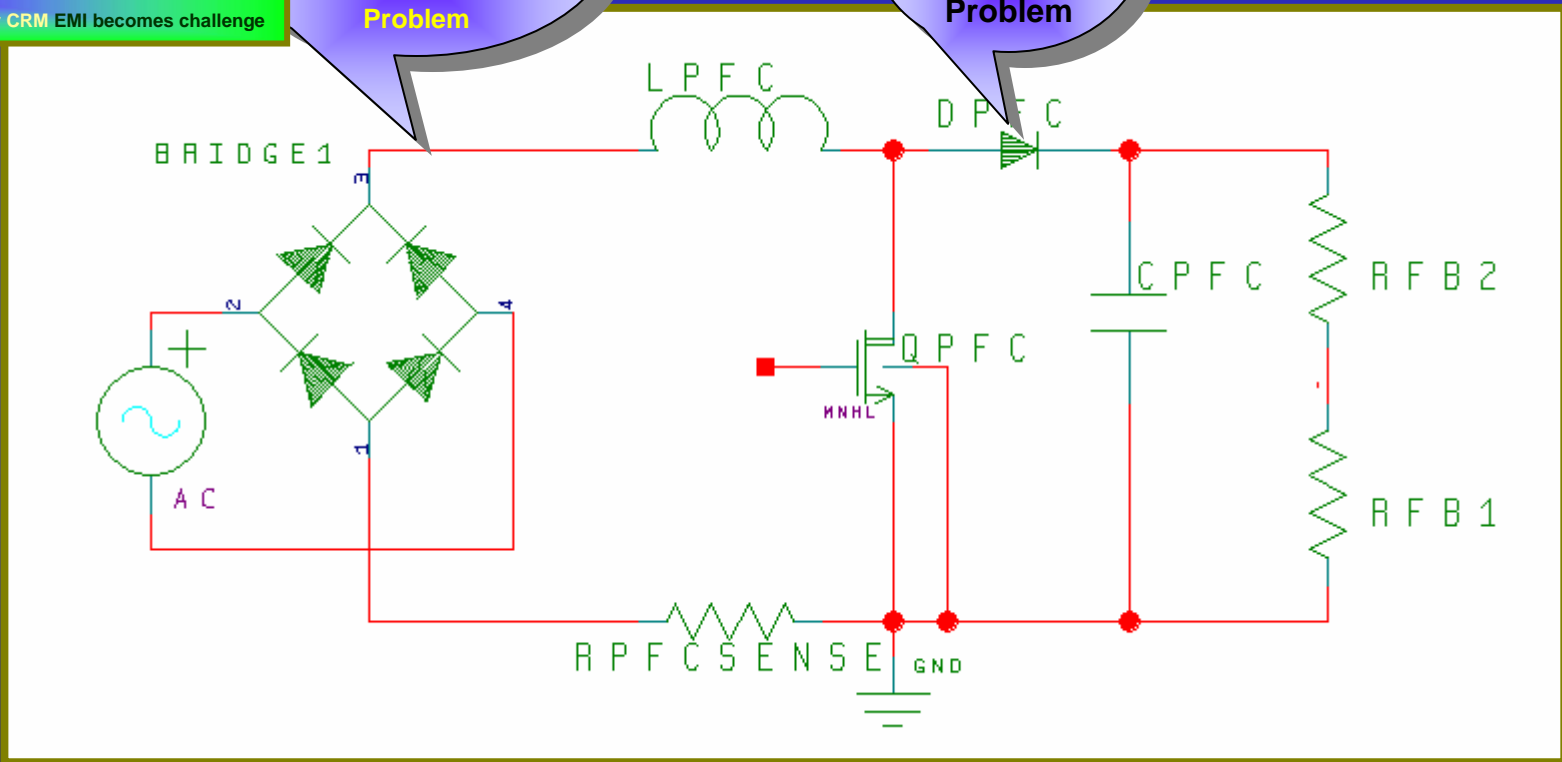 CRM EMI becomes challenge
Problem
Problem
LPFC
DPFC
BRIDGE1
3
2
4
1
+
AC
CPFC
RFB2
QPFC
MNHL
RFB1
RPFCSENSE
GND